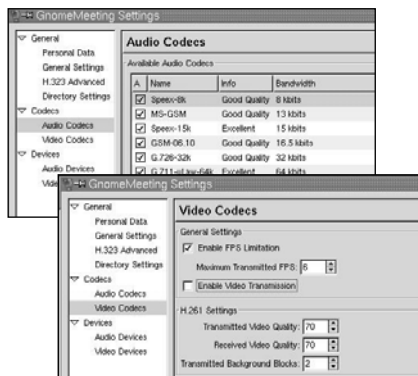 GnomeMeeting Settings
General
Personal Data
General Settings
H.323 Advanced
Directory Settings
Codecs
Audio Codecs
Video Codecs
Devices
Audio Devices
Audio Codecs
Available Audio Codecs
A Name Info Bandwidth
Speex-8k Good Quality 8 kbits
MS-GSM Good Quality 13 kbits
Speex-15k Excellent 15 kbits
GSM-06.10 Good Quality 16.5 kbits
G.726-32k Good Quality 32 kbits
G.711-uLaw-64k Excellent 64 kbits
GnomeMeeting Settings
General
Personal Data
General Settings
H.323 Advanced
Directory Settings
Codecs
Audio Codecs
Video Codecs
Devices
Audio Devices
Video Devices
Video Codecs
General Settings
Enable FPS Limitation
Maximum Transmitted FPS: 6
Enable Video Transmission
H.261 Settings
Transmitted Video Quality: 70
Received Video Quality: 70
Transmitted Background Blocks: 2